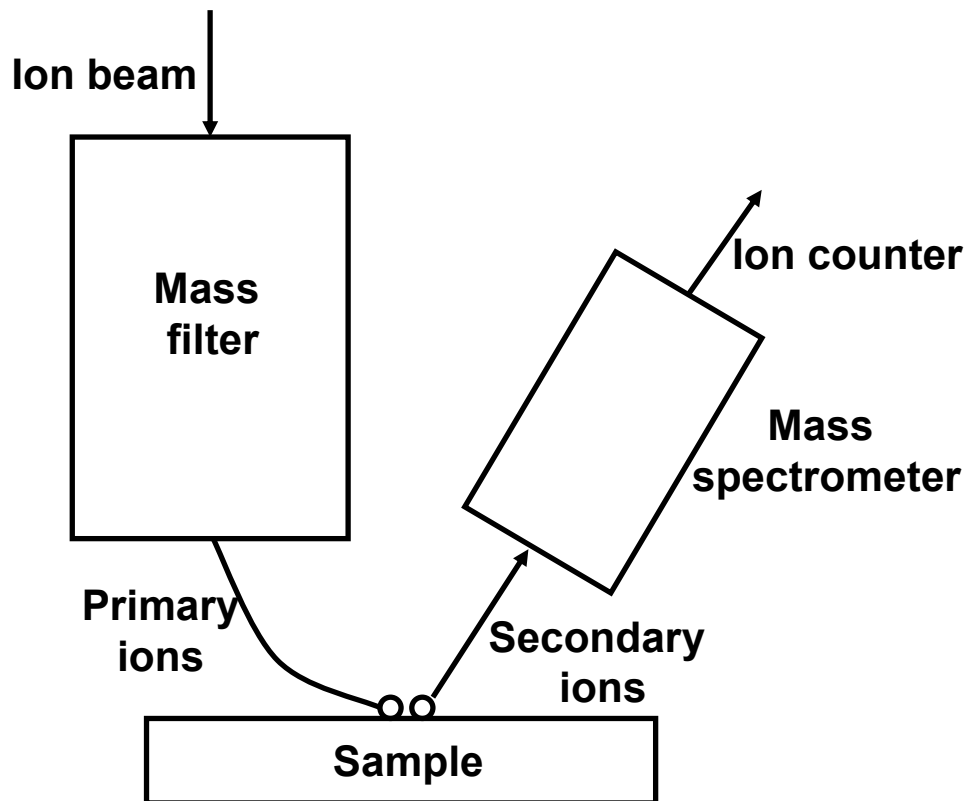 Ion beam
Mass
filter
Ion counter
Mass
spectrometer
Primary
ions
Secondary
ions
Sample